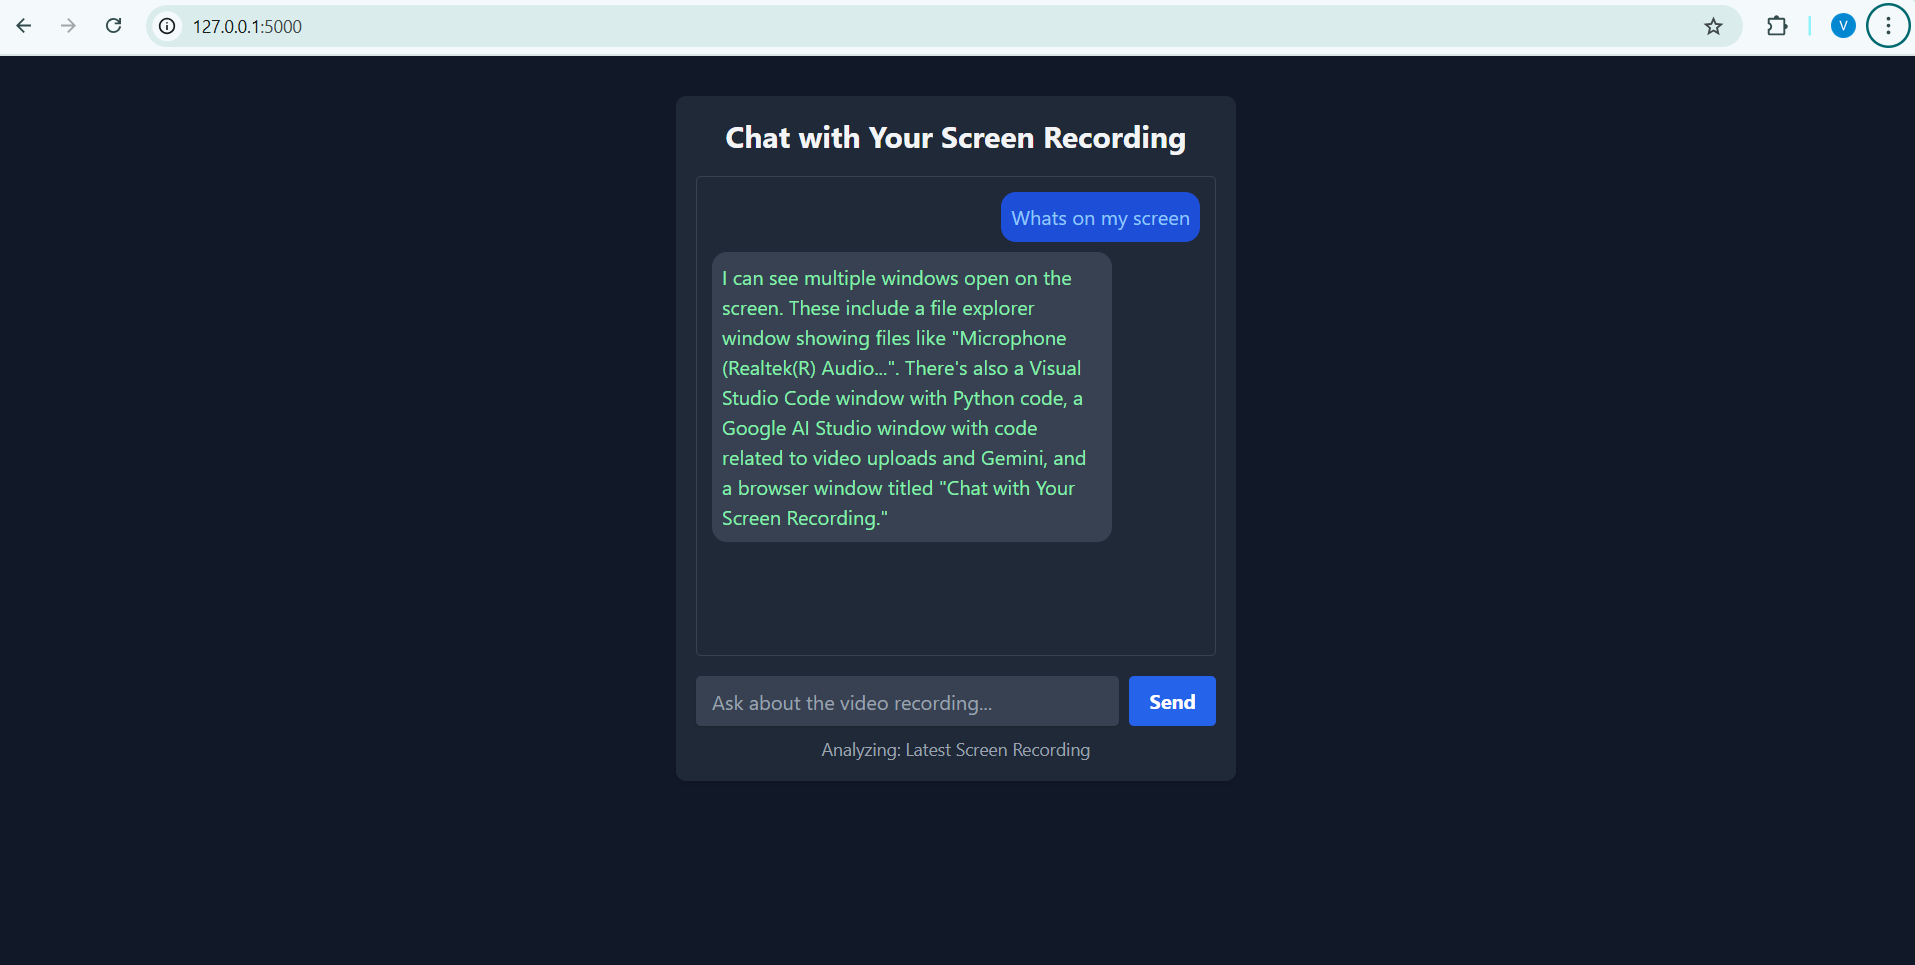 127.0.0.1:5000
V
Chat with Your Screen Recording
Whats on my screen
I can see multiple windows open on the
screen. These include a file explorer
window showing files like "Microphone
(Realtek(R) Audio...". There's also a Visual
Studio Code window with Python code, a
Google AI Studio window with code
related to video uploads and Gemini, and
a browser window titled "Chat with Your
Screen Recording."
Ask about the video recording...
Send
Analyzing: Latest Screen Recording